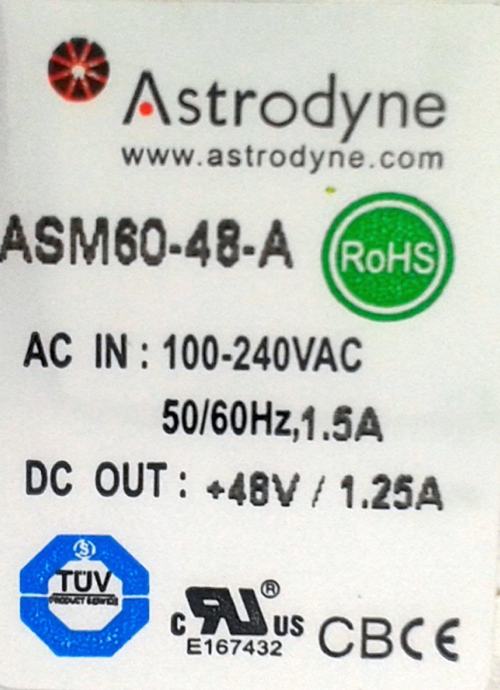 Astrodyne
www.astrodyne.com
ASM60-48-A
RoHS
AC IN : 100-240VAC
50/60Hz,1.5A
DC OUT : +48V / 1.25A
S
TÜV
PRODUCT SERVICE
C RU ® US
E167432
CB CE